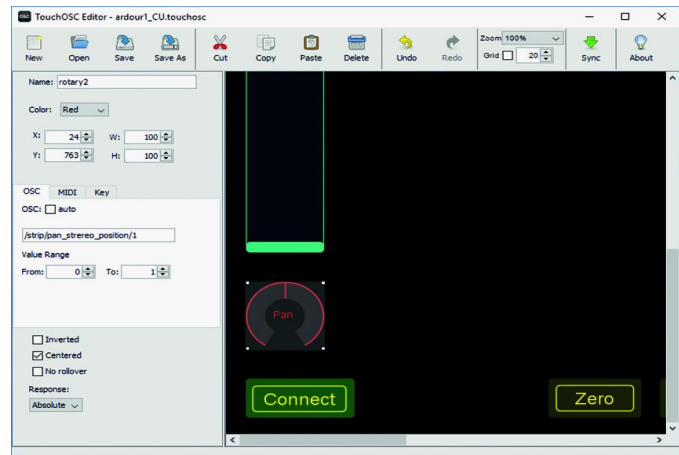 OSC TouchOSC Editor - ardour1_CU.touchosc
New Open Save Save As Cut Copy Paste Delete Undo Redo Zoom 100% Sync About
Grid 20
Name: rotary2
Color: Red
X: 24 W: 100
Y: 763 H: 100
OSC MIDI Key
OSC: auto
/strip/pan_strereo_position/1
Value Range
From: 0 To: 1
Inverted
Centered
No rollover
Response:
Absolute
Pan
Connect Zero